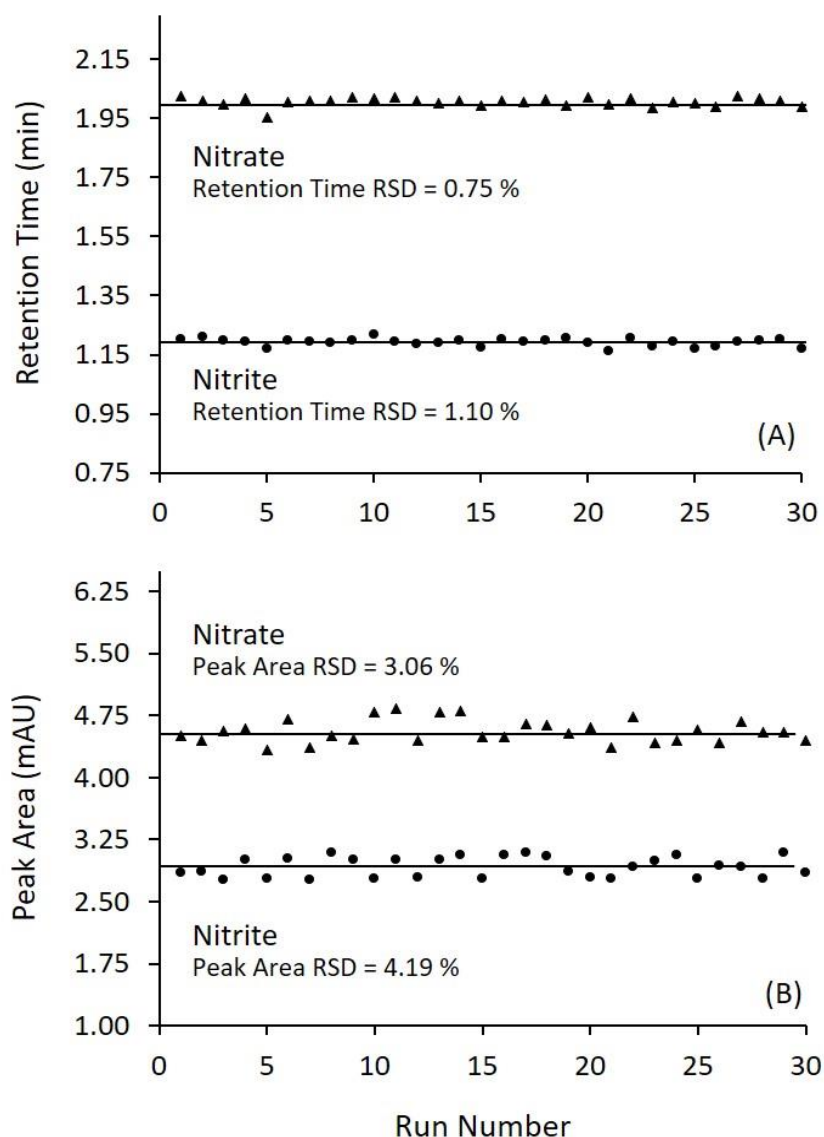 Retention Time (min)
2.15
1.95
1.75
1.55
1.35
1.15
0.95
0.75
Nitrate
Retention Time RSD = 0.75 %
Nitrite
Retention Time RSD = 1.10 %
(A)
0 5 10 15 20 25 30
Peak Area (mAU)
6.25
5.50
4.75
4.00
3.25
2.50
1.75
1.00
Nitrate
Peak Area RSD = 3.06 %
Nitrite
Peak Area RSD = 4.19 %
(B)
0 5 10 15 20 25 30
Run Number